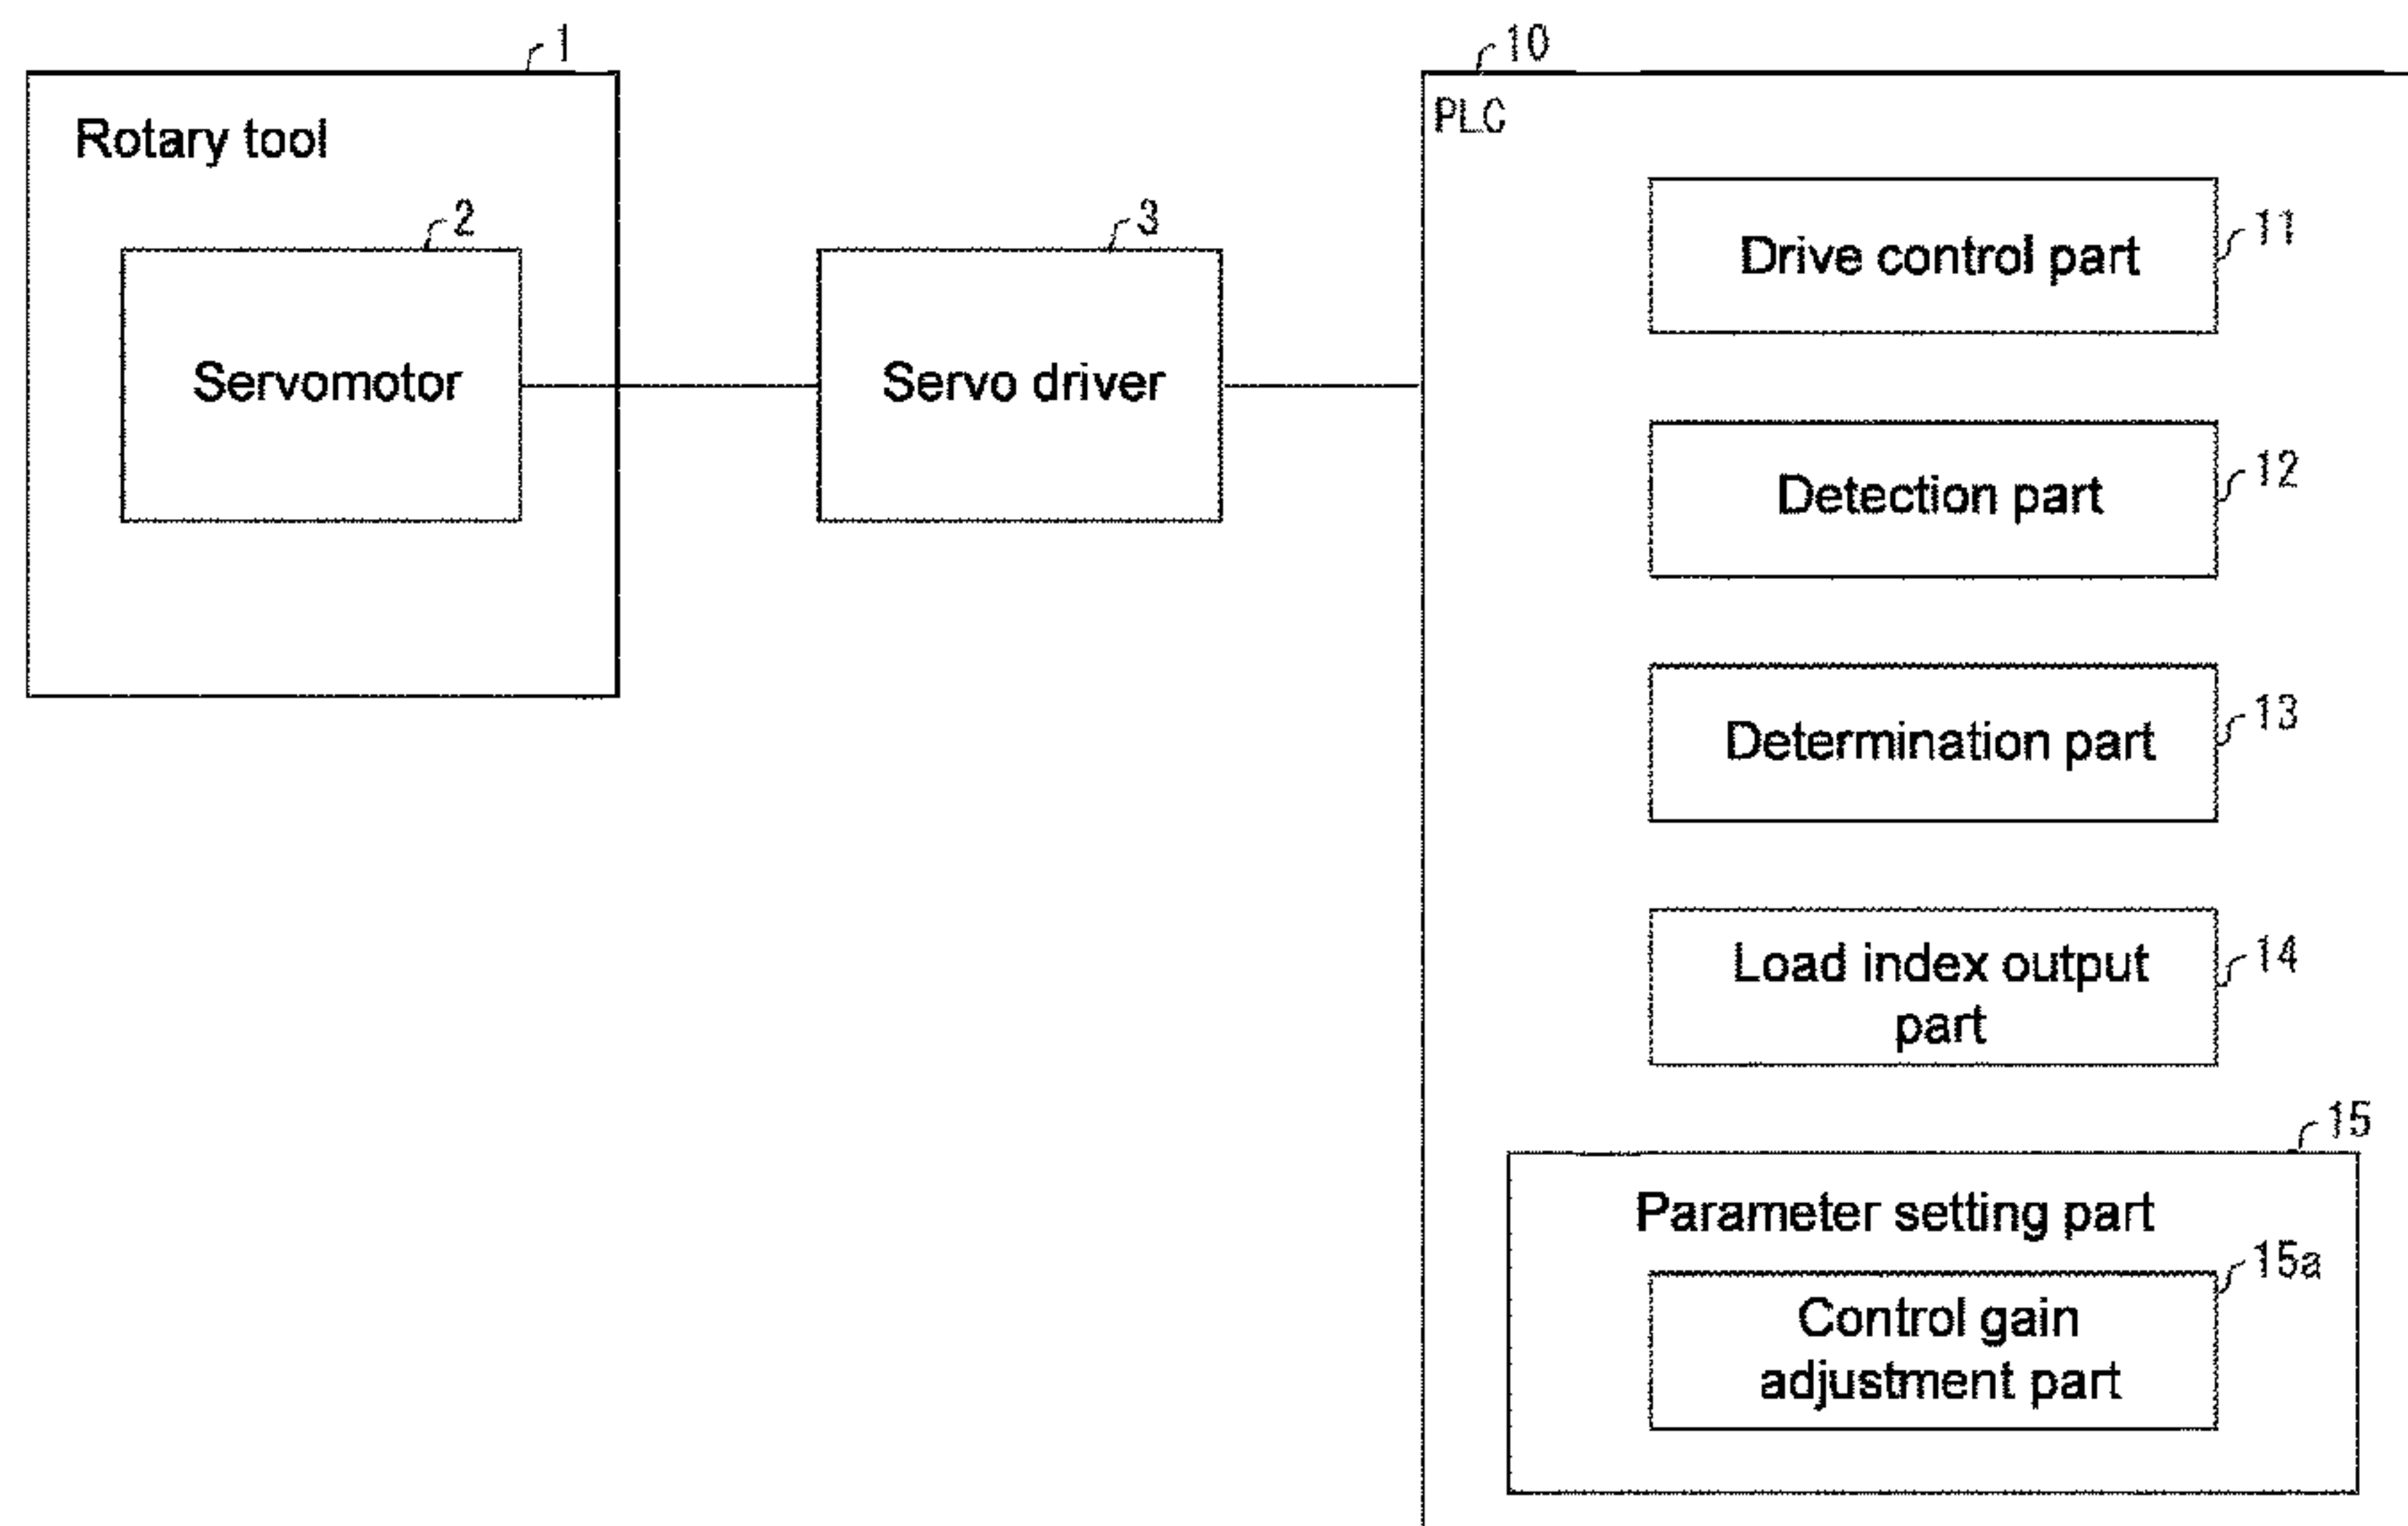 1
Rotary tool
2
Servomotor
3
Servo driver
10
PLC
Drive control part
11
Detection part
12
Determination part
13
Load index output
part
14
15
Parameter setting part
15a
Control gain
adjustment part